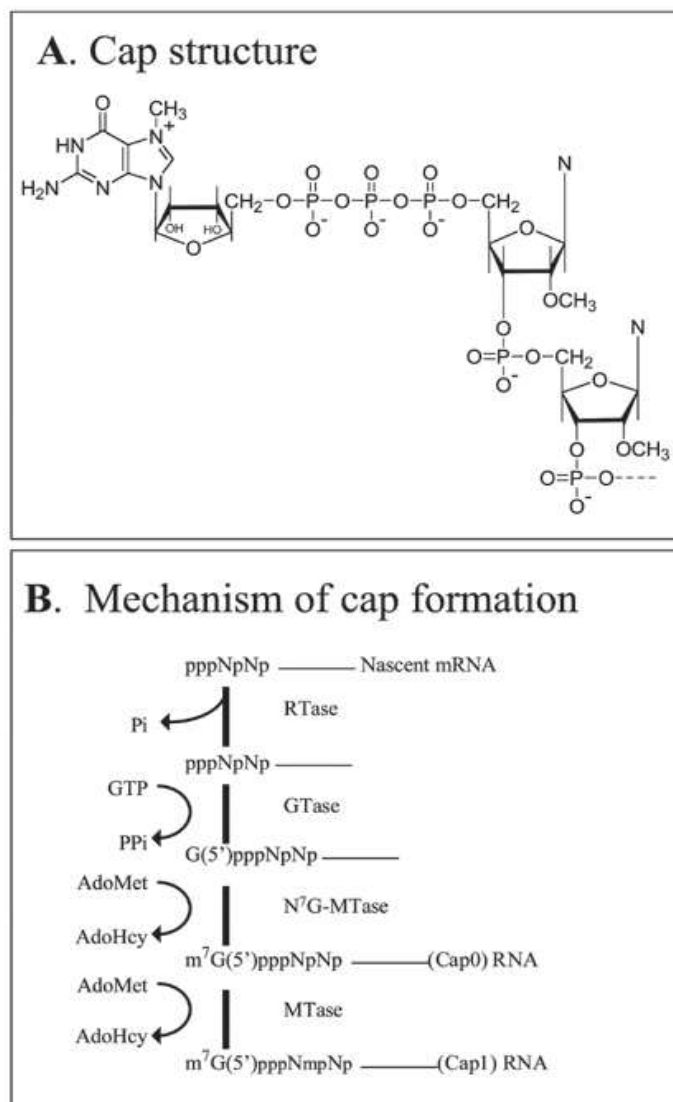 A. Cap structure
O
CH₃
N
+
HN
H₂N
N
N
OH
HO
O
CH₂–O–P–O–P–O–P–O
O
O
O
O⁻
O⁻
O⁻
CH₂
O
N
OCH₃
O
O=P–O–CH₂
O⁻
O
N
OCH₃
O
O=P–O----
O⁻
B. Mechanism of cap formation
pppNpNp Nascent mRNA
RTase
Pi
pppNpNp
GTP
GTase
PPi
G(5')pppNpNp
AdoMet
N⁷G-MTase
AdoHcy
m⁷G(5')pppNpNp (Cap0) RNA
AdoMet
MTase
AdoHcy
m⁷G(5')pppNmpNp (Cap1) RNA